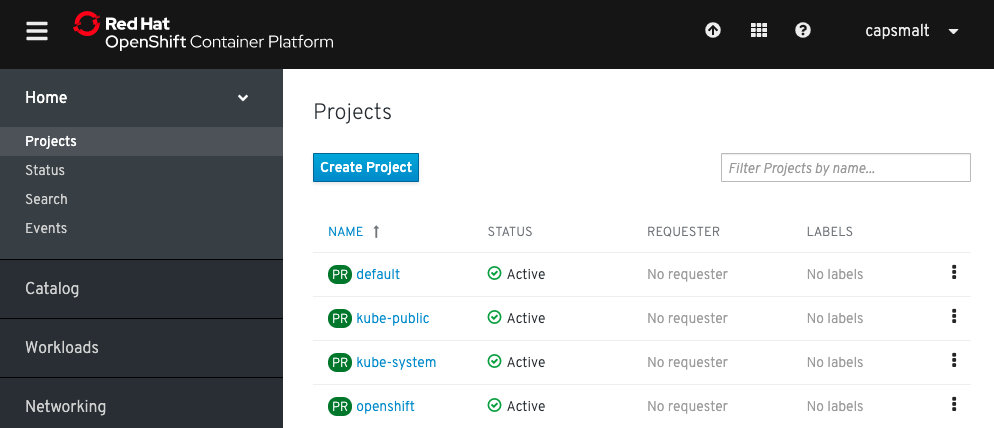 Red Hat
OpenShift Container Platform
capsmalt
Home
Projects
Status
Search
Events
Catalog
Workloads
Networking
Projects
Create Project
Filter Projects by name...
NAME STATUS REQUESTER LABELS
PR default Active No requester No labels
PR kube-public Active No requester No labels
PR kube-system Active No requester No labels
PR openshift Active No requester No labels